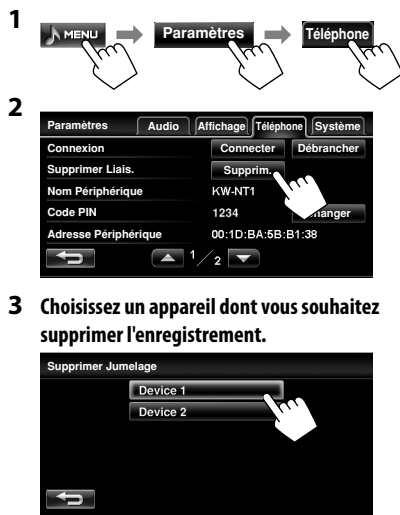 1
MENU
Paramètres
Téléphone
2
Paramètres Audio Affichage Téléphone Système
Connexion Connecter Débrancher
Supprimer Liais. Supprim.
Nom Périphérique KW-NT1
Code PIN 1234
Adresse Périphérique 00:1D:BA:5B:B1:38
1/2
3 Choisissez un appareil dont vous souhaitez
supprimer l'enregistrement.
Supprimer Jumelage
Device 1
Device 2